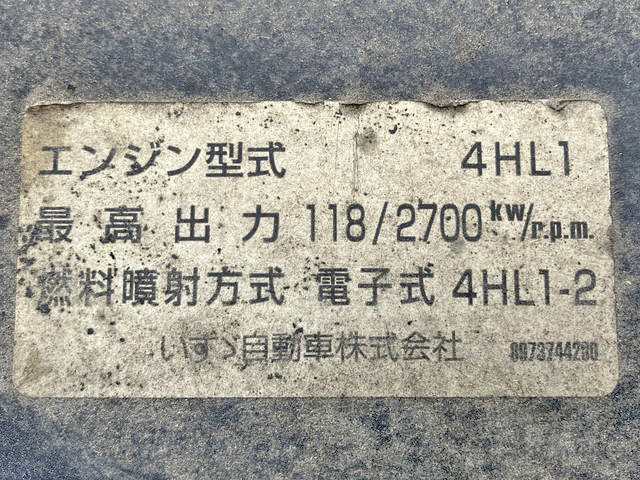 エンジン型式 4HL1
最高出力 118/2700 kW/r.p.m.
燃料噴射方式 電子式 4HL1-2
いすゞ自動車株式会社 8973744280